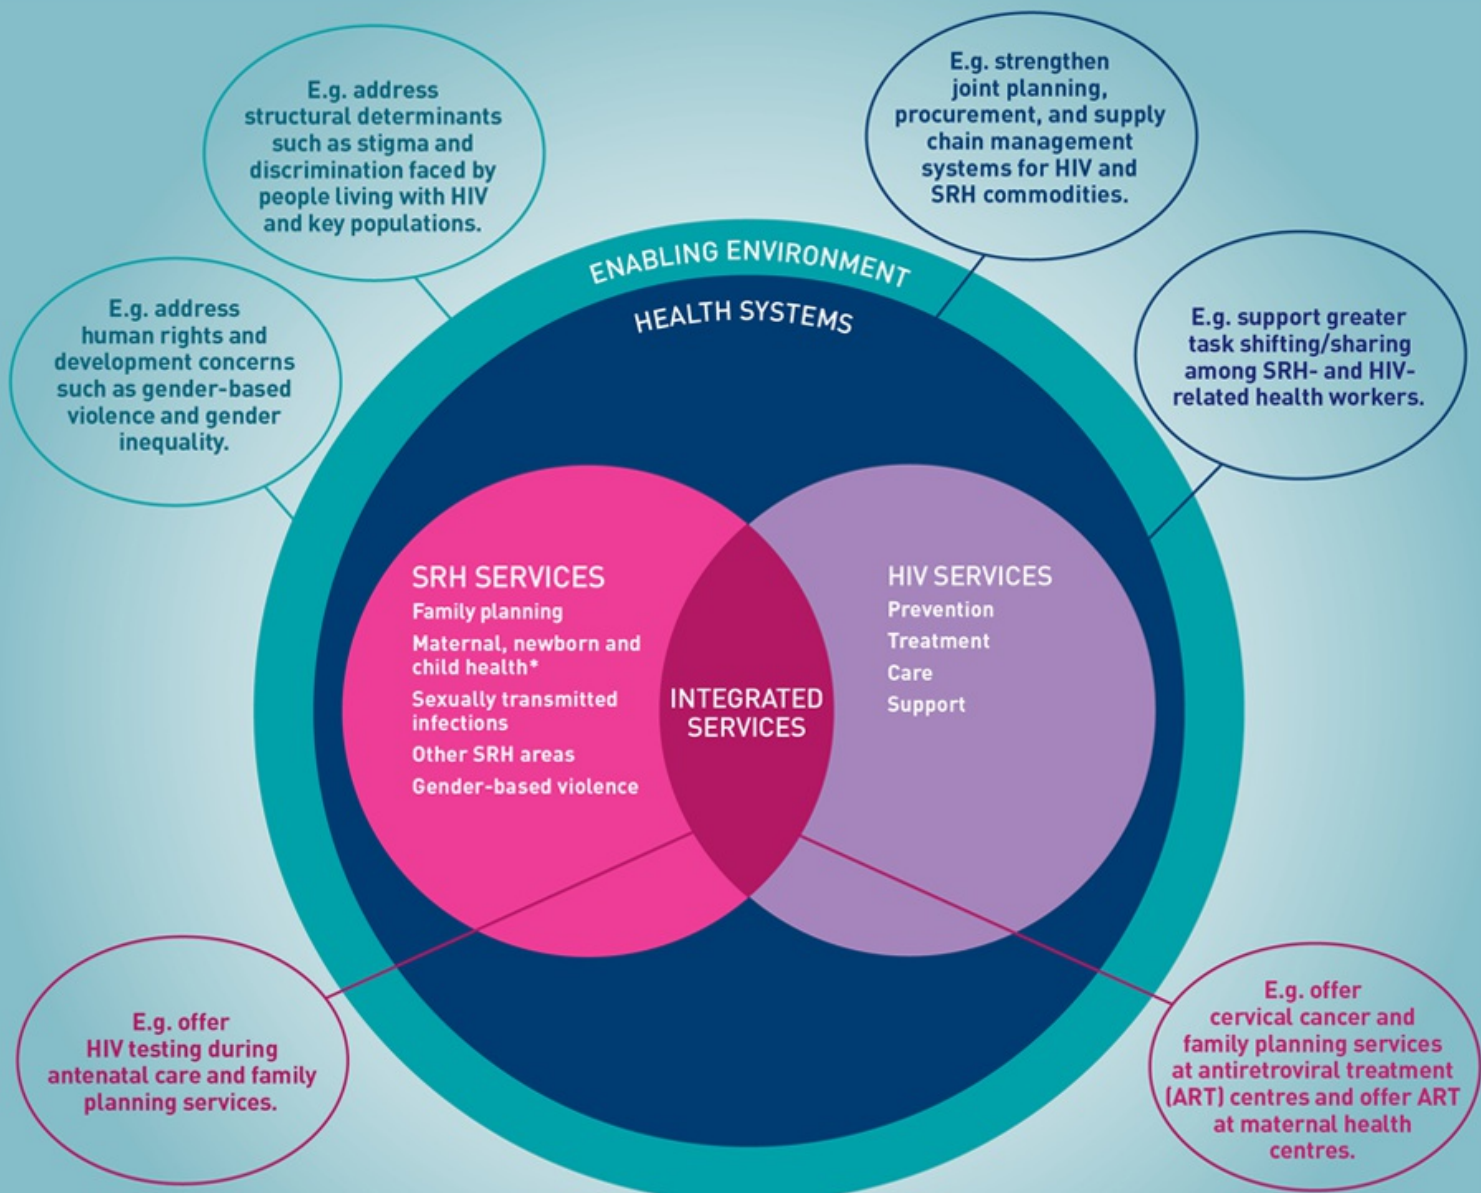 E.g. address
structural determinants
such as stigma and
discrimination faced by
people living with HIV
and key populations.
E.g. strengthen
joint planning,
procurement, and supply
chain management
systems for HIV and
SRH commodities.
E.g. address
human rights and
development concerns
such as gender-based
violence and gender
inequality.
E.g. support greater
task shifting/sharing
among SRH- and HIV-
related health workers.
ENABLING ENVIRONMENT
HEALTH SYSTEMS
SRH SERVICES
Family planning
Maternal, newborn and
child health*
Sexually transmitted
infections
Other SRH areas
Gender-based violence
INTEGRATED
SERVICES
HIV SERVICES
Prevention
Treatment
Care
Support
E.g. offer
HIV testing during
antenatal care and family
planning services.
E.g. offer
cervical cancer and
family planning services
at antiretroviral treatment
(ART) centres and offer ART
at maternal health
centres.